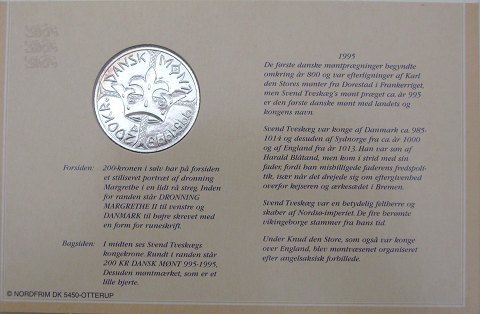 DANSK MØNT 995-1995 200 KR
Forsiden: 200-kronen i sølv har på forsiden
et stiliseret portræt af dronning
Margrethe i en lidt rå streg. Inden
for randen står DRONNING
MARGRETHE II til venstre og
DANMARK til højre skrevet med
en form for runeskrift.
Bagsiden: I midten ses Svend Tveskægs
kongekrone. Rundt i randen står
200 KR DANSK MØNT 995-1995.
Desuden møntmærket, som er et
lille hjerte.
© NORDFRIM DK 5450-OTTERUP
1995
De første danske møntprægninger begyndte
omkring år 800 og var efterligninger af Karl
den Stores mønter fra Dorestad i Frankerriget,
men Svend Tveskæg's mønt præget ca. år 995
er den første danske mønt med landets og
kongens navn.
Svend Tveskæg var konge af Danmark ca. 985-
1014 og desuden af Sydnorge fra ca. år 1000
og af England fra år 1013. Han var søn af
Harald Blåtand, men kom i strid med sin
fader, fordi han misbilligede faderens fredspoli-
tik, især når det drejede sig om eftergivenhed
overfor kejseren og ærkesædet i Bremen.
Svend Tveskæg var en betydelig feltherre og
skaber af Nordsø-imperiet. De fire berømte
vikingeborge stammer fra hans tid.
Under Knud den Store, som også var konge
over England, blev møntvæsenet organiseret
efter angelsaksisk forbillede.